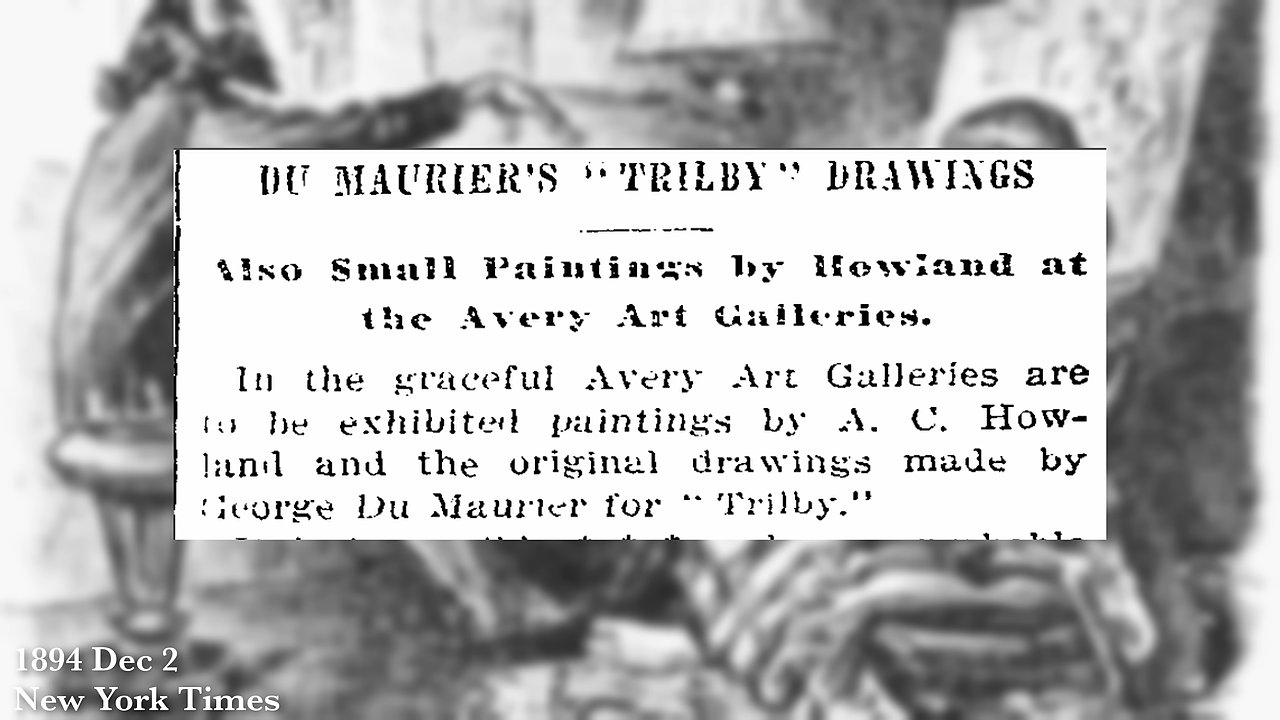 DU MAURIER'S "TRILBY" DRAWINGS
Also Small Paintings by Howland at
the Avery Art Galleries.
In the graceful Avery Art Galleries are
to be exhibited paintings by A. C. How-
land and the original drawings made by
George Du Maurier for "Trilby."
1894 Dec 2
New York Times